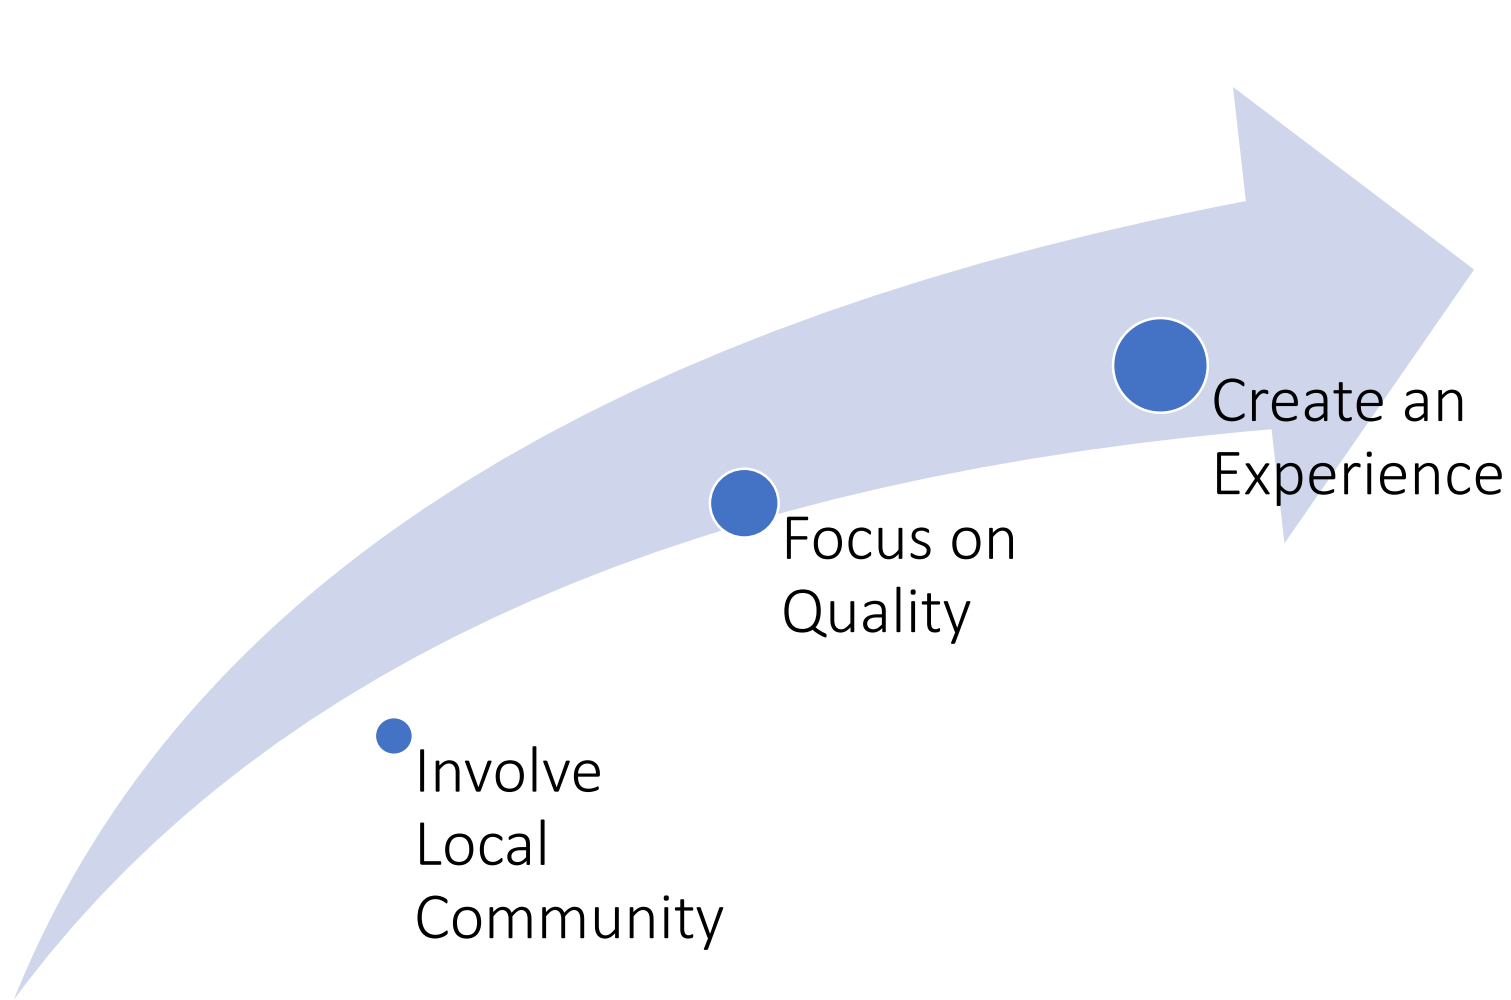 Create an
Experience
Focus on
Quality
Involve
Local
Community